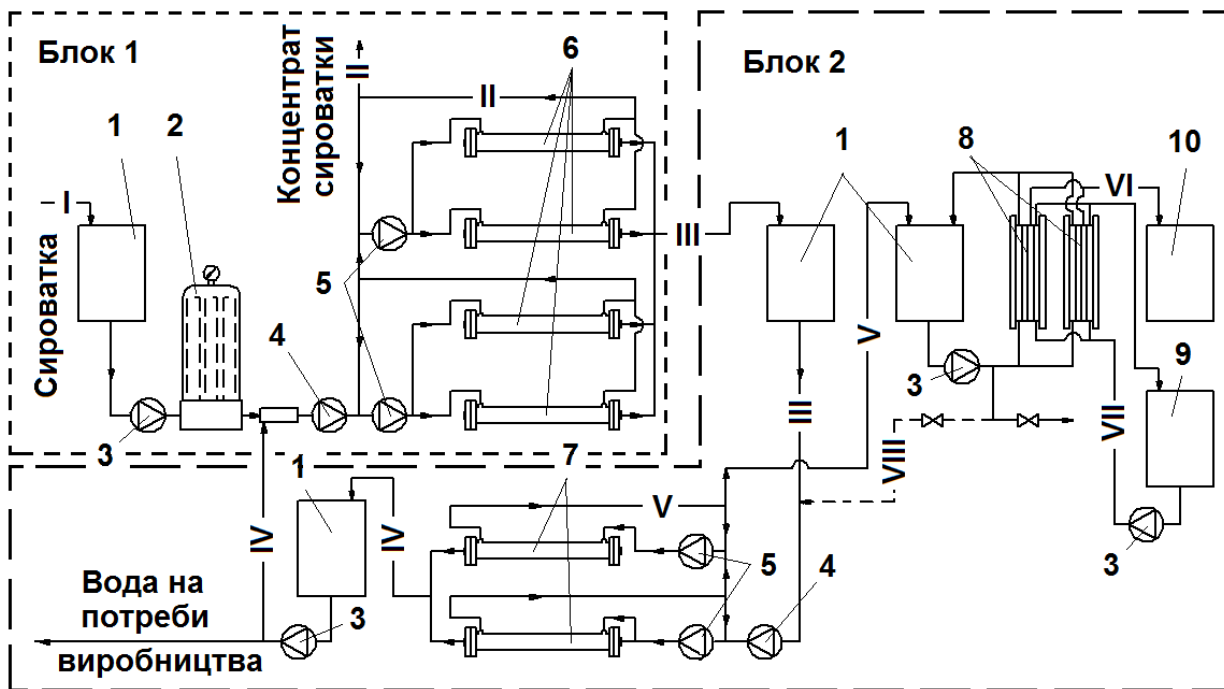 Блок 1
Концентрат
сироватки
II
II
6
1
2
I
Сироватка
5
4
3
III
Блок 2
1
8
10
VI
V
3
9
III
VIII
VII
3
7
1
IV
IV
V
5
4
3
Вода на
потреби
виробництва